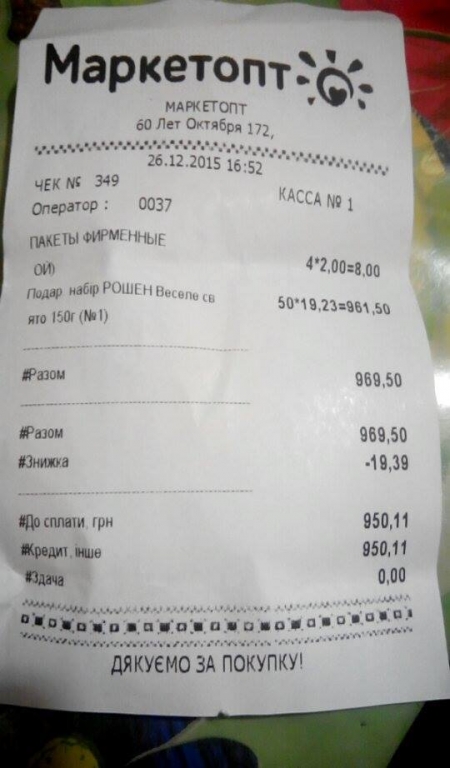 Маркетопт
МАРКЕТОПТ
60 Лет Октября 172,
26.12.2015 16:52
ЧЕК № 349
КАССА № 1
Оператор : 0037
ПАКЕТЫ ФИРМЕННЫЕ
ОЙ) 4*2,00=8,00
Подар набір РОШЕН Веселе св
ято 150г (№1) 50*19,23=961,50
#Разом 969,50
#Разом 969,50
#Знижка -19,39
#До сплати, грн 950,11
#Кредит, інше 950,11
#Здача 0,00
ДЯКУЄМО ЗА ПОКУПКУ!